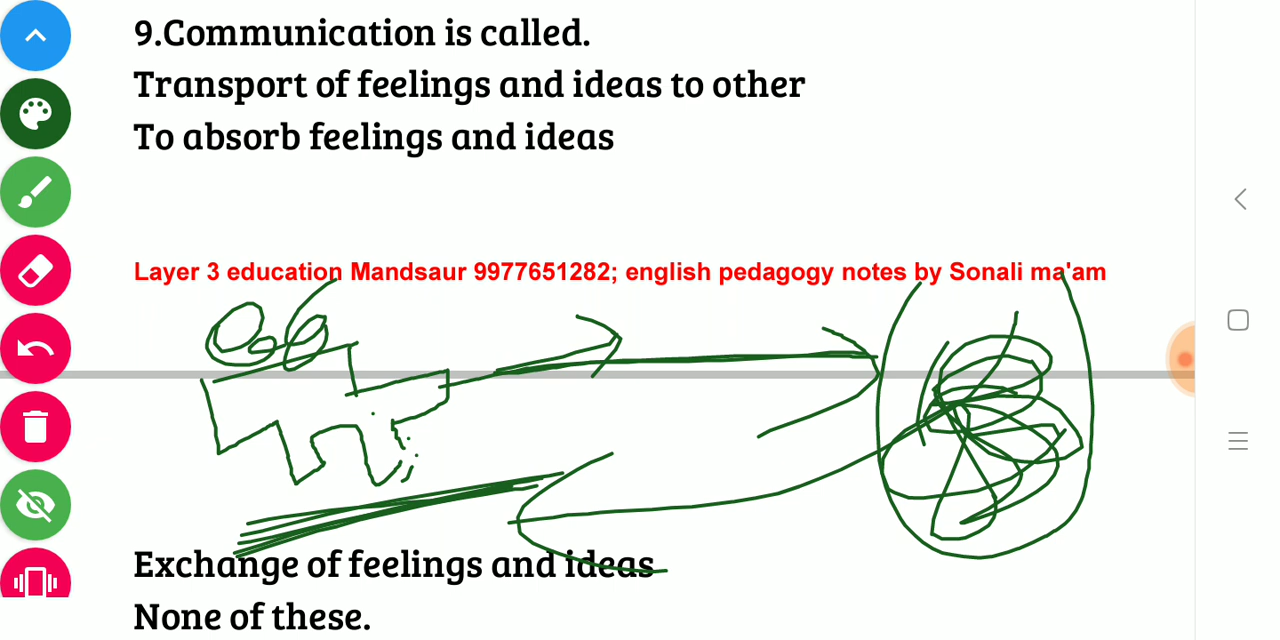 9.Communication is called.
Transport of feelings and ideas to other
To absorb feelings and ideas
Layer 3 education Mandsaur 9977651282; english pedagogy notes by Sonali ma'am
Exchange of feelings and ideas
None of these.